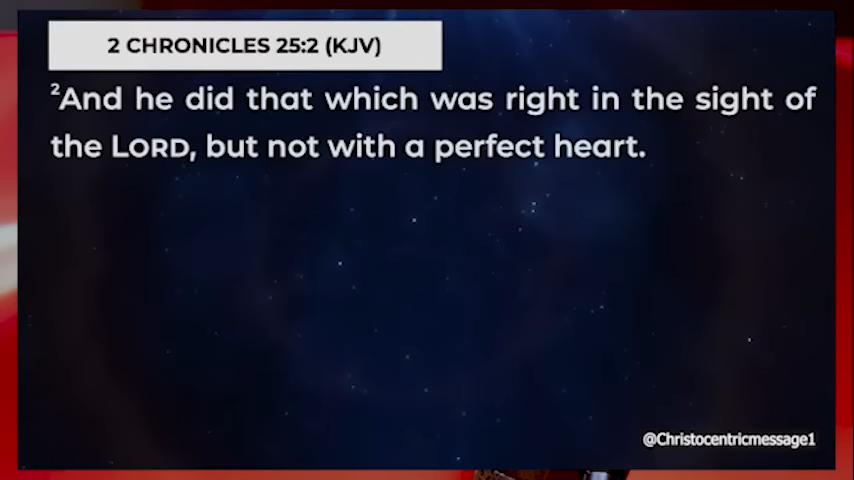 2 CHRONICLES 25:2 (KJV)
²And he did that which was right in the sight of
the LORD, but not with a perfect heart.
@Christocentricmessage1